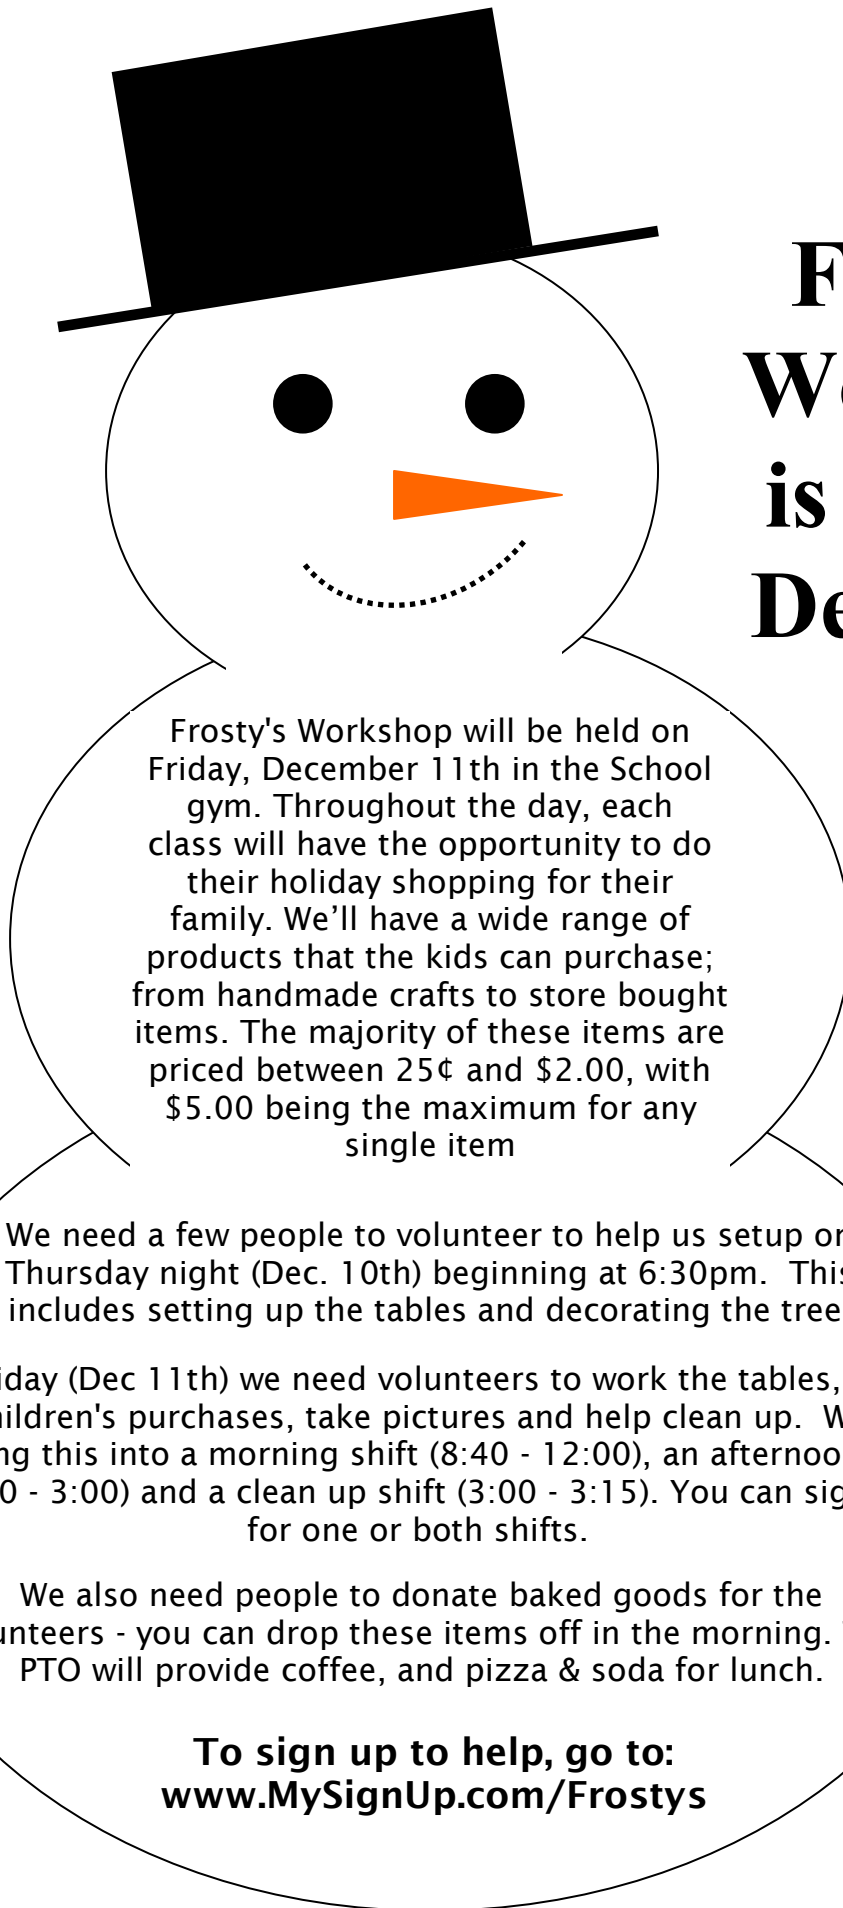 F
W
is
De
Frosty's Workshop will be held on
Friday, December 11th in the School
gym. Throughout the day, each
class will have the opportunity to do
their holiday shopping for their
family. We’ll have a wide range of
products that the kids can purchase;
from handmade crafts to store bought
items. The majority of these items are
priced between 25¢ and $2.00, with
$5.00 being the maximum for any
single item
We need a few people to volunteer to help us setup
Thursday night (Dec. 10th) beginning at 6:30pm. This
includes setting up the tables and decorating the tree
iday (Dec 11th) we need volunteers to work the tables,
ildren's purchases, take pictures and help clean up. W
ng this into a morning shift (8:40 - 12:00), an afternoo
0 - 3:00) and a clean up shift (3:00 - 3:15). You can sig
for one or both shifts.
We also need people to donate baked goods for the
unteers - you can drop these items off in the morning.
PTO will provide coffee, and pizza & soda for lunch.
To sign up to help, go to:
www.MySignUp.com/Frostys